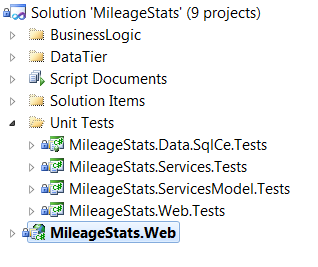 Solution 'MileageStats' (9 projects)
BusinessLogic
DataTier
Script Documents
Solution Items
Unit Tests
MileageStats.Data.SqlCe.Tests
MileageStats.Services.Tests
MileageStats.ServicesModel.Tests
MileageStats.Web.Tests
MileageStats.Web